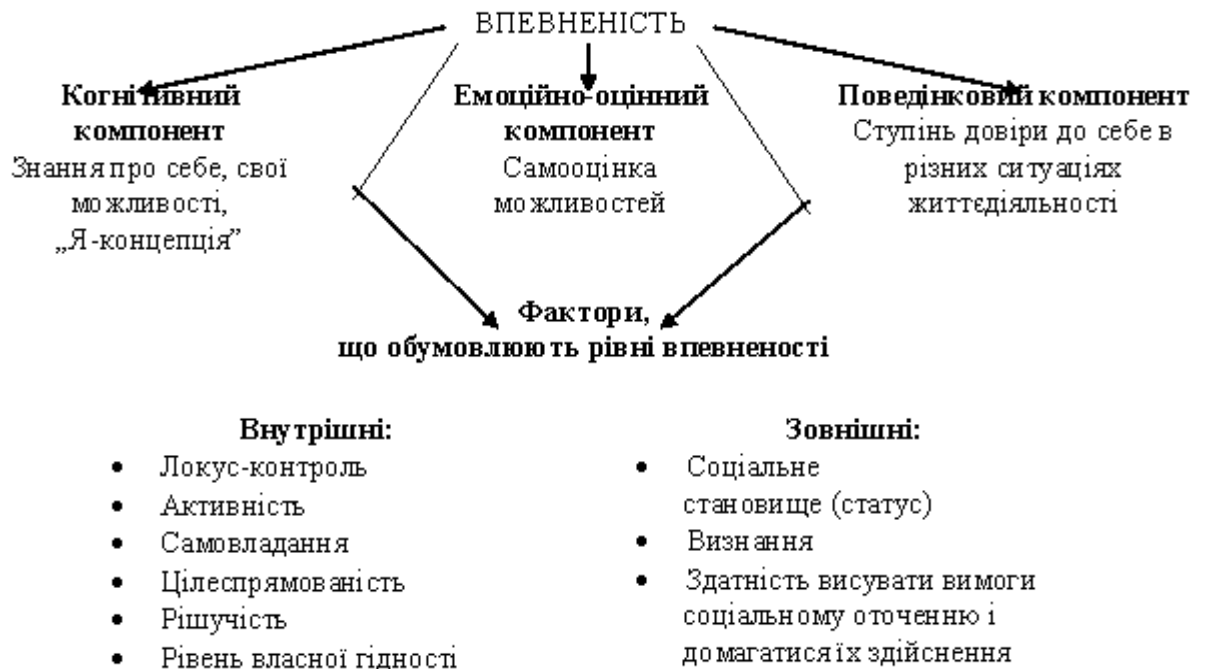 ВПЕВНЕНІСТЬ
Когнітивний
компонент
Знання про себе, свої
можливості,
„Я-концепція”
Емоційно-оцінний
компонент
Самооцінка
можливостей
Поведінковий компонент
Ступінь довіри до себе в
різних ситуаціях
життєдіяльності
Фактори,
що обумовлюють рівні впевненості
Внутрішні:
• Локус-контроль
• Активність
• Самовладання
• Цілеспрямованість
• Рішучість
• Рівень власної гідності
Зовнішні:
• Соціальне
становище (статус)
• Визнання
• Здатність висувати вимоги
соціальному оточенню і
домагатися їх здійснення